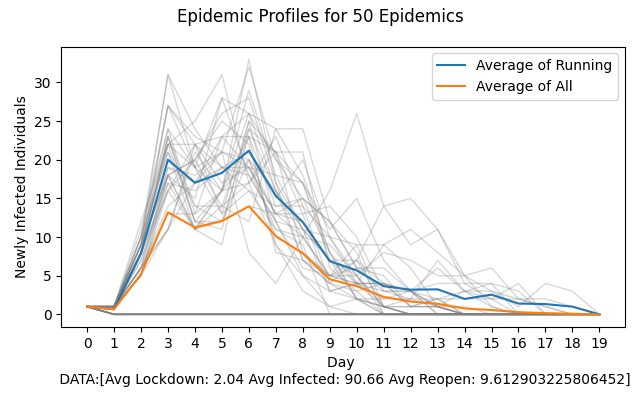 Epidemic Profiles for 50 Epidemics
Average of Running
Average of All
Newly Infected Individuals
30
25
20
15
10
5
0
0 1 2 3 4 5 6 7 8 9 10 11 12 13 14 15 16 17 18 19
Day
DATA:[Avg Lockdown: 2.04 Avg Infected: 90.66 Avg Reopen: 9.612903225806452]